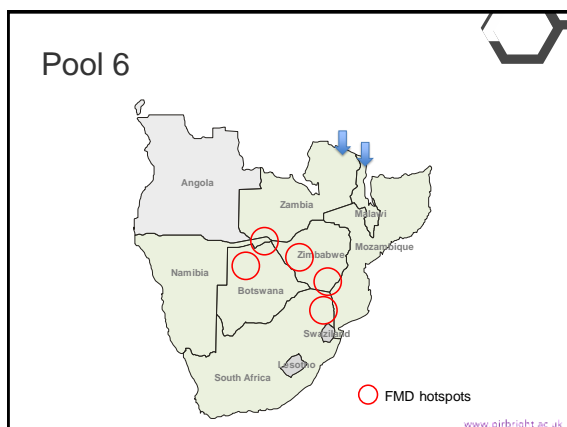 Pool 6
Angola
Zambia
Malawi
Mozambique
Zimbabwe
Namibia
Botswana
Swaziland
Lesotho
South Africa
FMD hotspots
www.pirbright.ac.uk